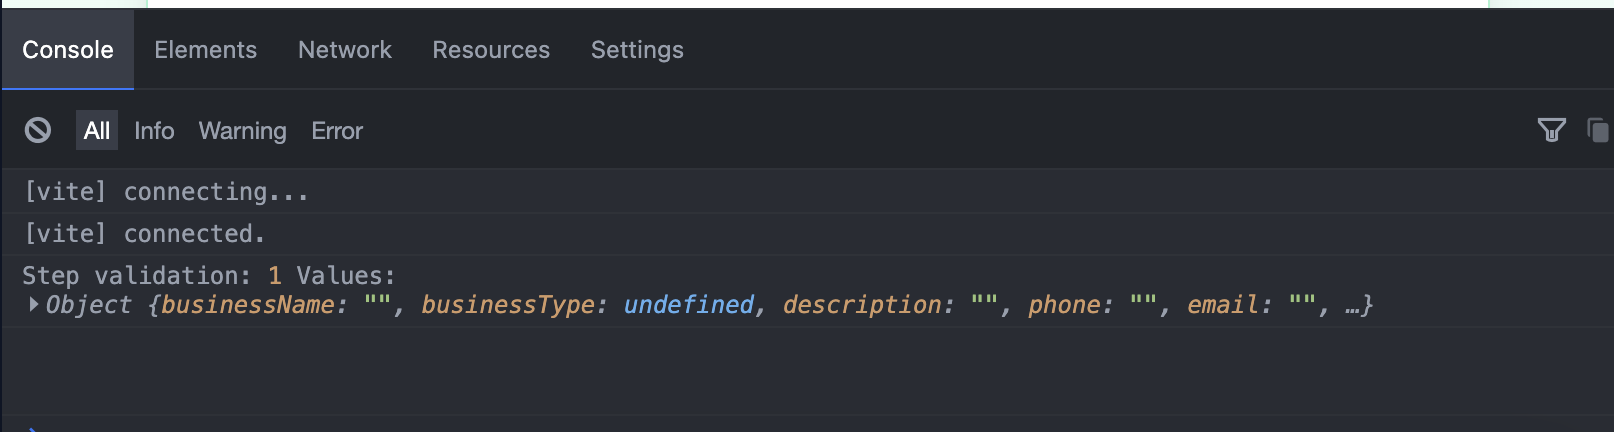 Console Elements Network Resources Settings
All Info Warning Error
[vite] connecting...
[vite] connected.
Step validation: 1 Values:
Object {businessName: "", businessType: undefined, description: "", phone: "", email: "", …}